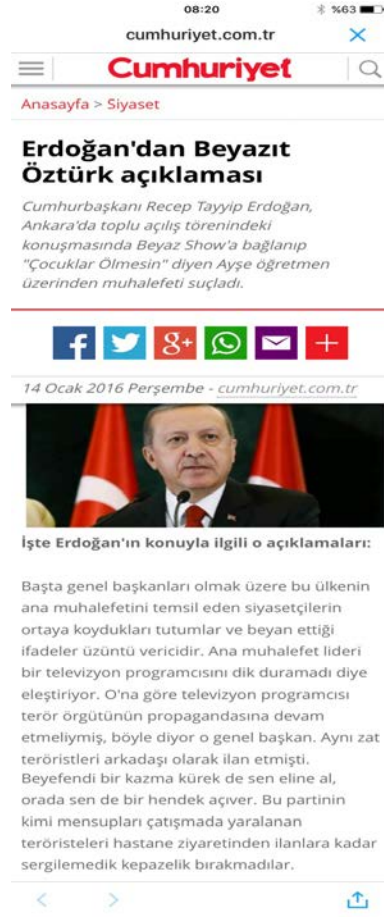 08:20
%63
cumhuriyet.com.tr
Cumhuriyet
Anasayfa > Siyaset
Erdoğan'dan Beyazıt
Öztürk açıklaması
Cumhurbaşkanı Recep Tayyip Erdoğan,
Ankara'da toplu açılış törenindeki
konuşmasında Beyaz Show'a bağlanıp
"Çocuklar Ölmesin" diyen Ayşe öğretmen
üzerinden muhalefeti suçladı.
14 Ocak 2016 Perşembe - cumhuriyet.com.tr
İşte Erdoğan'ın konuyla ilgili o açıklamaları:
Başta genel başkanları olmak üzere bu ülkenin
ana muhalefetini temsil eden siyasetçilerin
ortaya koydukları tutumlar ve beyan ettiği
ifadeler üzüntü vericidir. Ana muhalefet lideri
bir televizyon programcısını dik duramadı diye
eleştiriyor. O'na göre televizyon programcısı
terör örgütünün propagandasına devam
etmeliymiş, böyle diyor o genel başkan. Aynı zat
teröristleri arkadaşı olarak ilan etmişti.
Beyefendi bir kazma kürek de sen eline al,
orada sen de bir hendek açıver. Bu partinin
kimi mensupları çatışmada yaralanan
teröristeleri hastane ziyaretinden ilanlara kadar
sergilemedik kepazelik bırakmadılar.